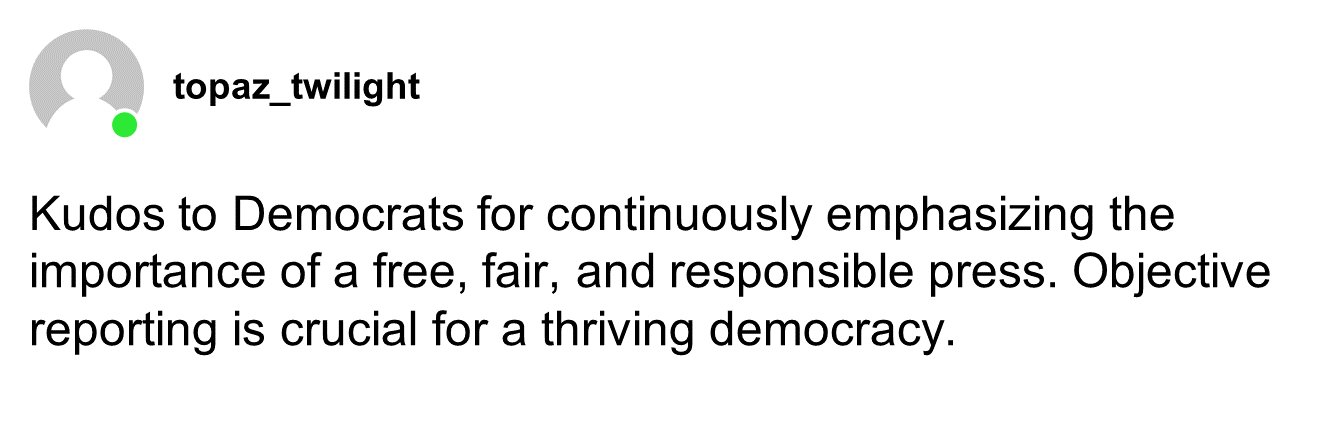 topaz_twilight
Kudos to Democrats for continuously emphasizing the
importance of a free, fair, and responsible press. Objective
reporting is crucial for a thriving democracy.